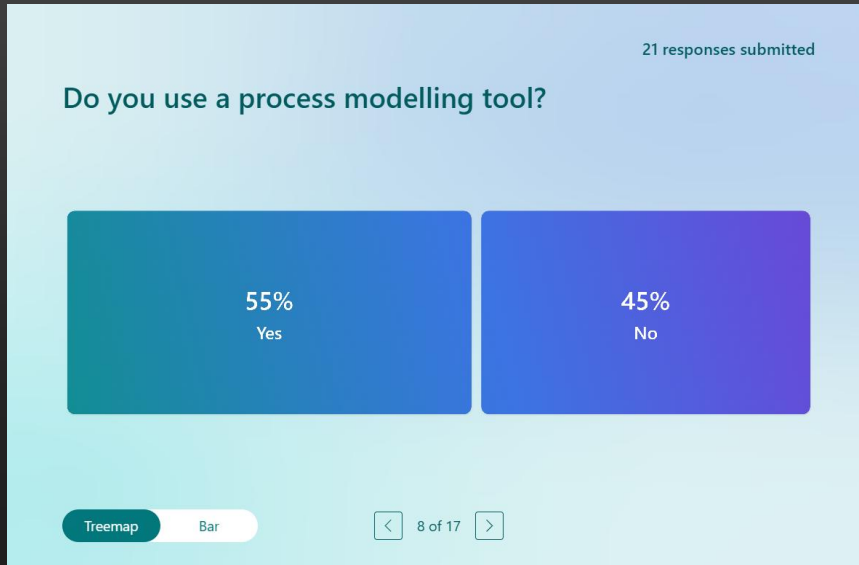 21 responses submitted
Do you use a process modelling tool?
55%
Yes
45%
No
Treemap
Bar
8 of 17